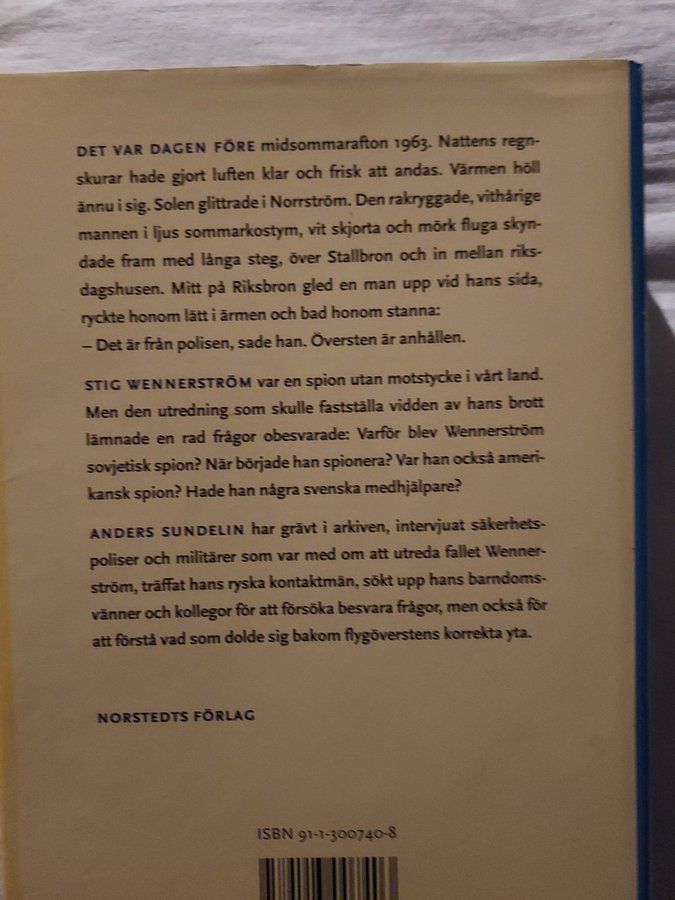 DET VAR DAGEN FÖRE midsommarafton 1963. Nattens regn-
skurar hade gjort luften klar och frisk att andas. Värmen höll
ännu i sig. Solen glittrade i Norrström. Den rakryggade, vithårige
mannen i ljus sommarkostym, vit skjorta och mörk fluga skyn-
dade fram med långa steg, över Stallbron och in mellan riks-
dagshusen. Mitt på Riksbron gled en man upp vid hans sida,
ryckte honom lätt i ärmen och bad honom stanna:
– Det är från polisen, sade han. Översten är anhållen.
STIG WENNERSTRÖM var en spion utan motstycke i vårt land.
Men den utredning som skulle fastställa vidden av hans brott
lämnade en rad frågor obesvarade: Varför blev Wennerström
sovjetisk spion? När började han spionera? Var han också ameri-
kansk spion? Hade han några svenska medhjälpare?
ANDERS SUNDELIN har grävt i arkiven, intervjuat säkerhets-
poliser och militärer som var med om att utreda fallet Wenner-
ström, träffat hans ryska kontaktmän, sökt upp hans barndoms-
vänner och kollegor för att försöka besvara frågor, men också för
att förstå vad som dolde sig bakom flygöverstens korrekta yta.
NORSTEDTS FÖRLAG
ISBN 91-1-300740-8